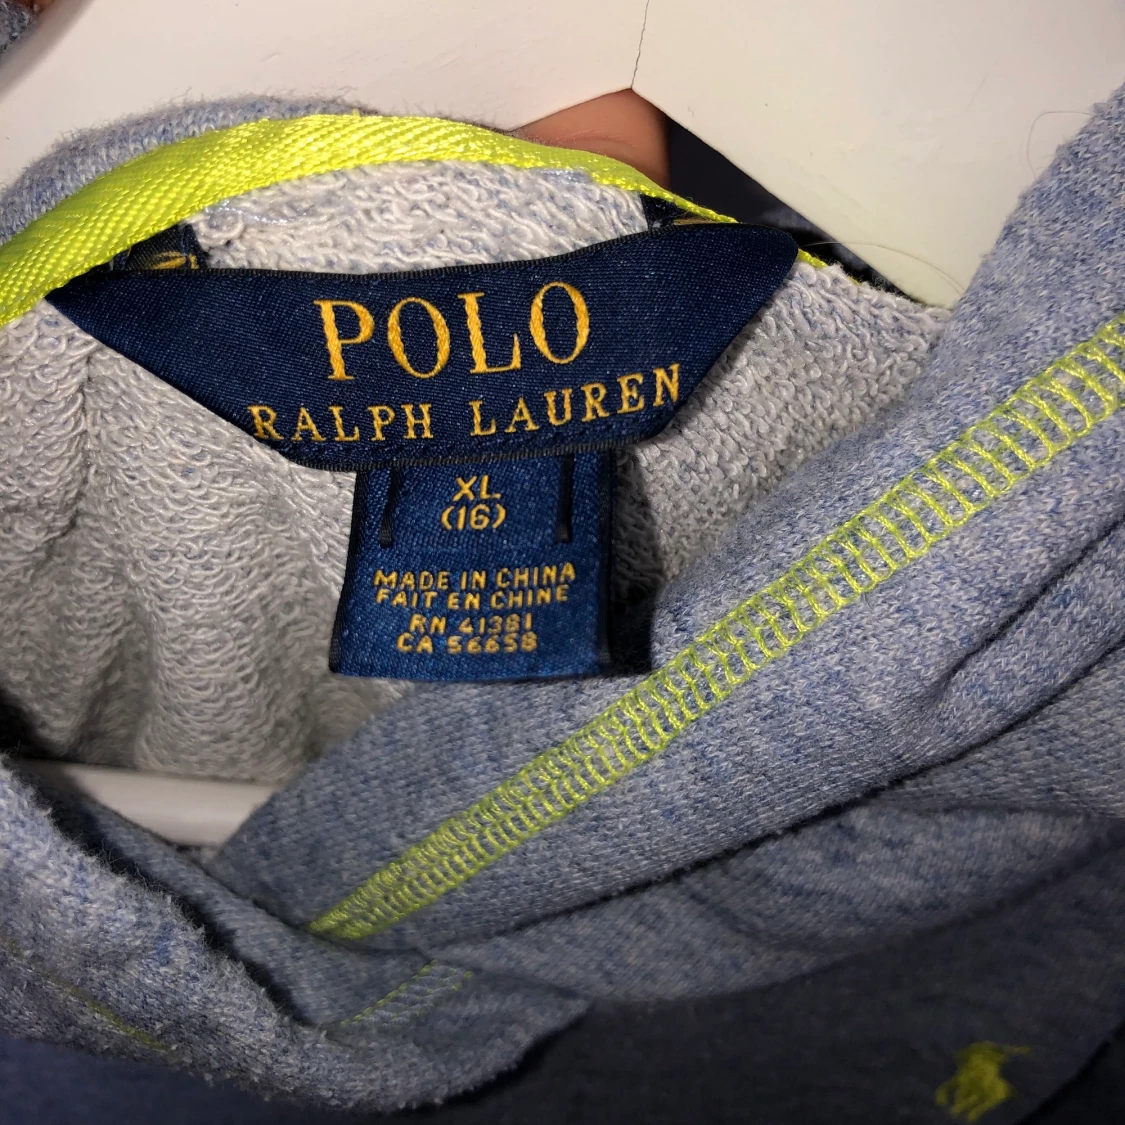 POLO
RALPH LAUREN
XL
(16)
MADE IN CHINA
FAIT EN CHINE
RN 41381
CA 56658